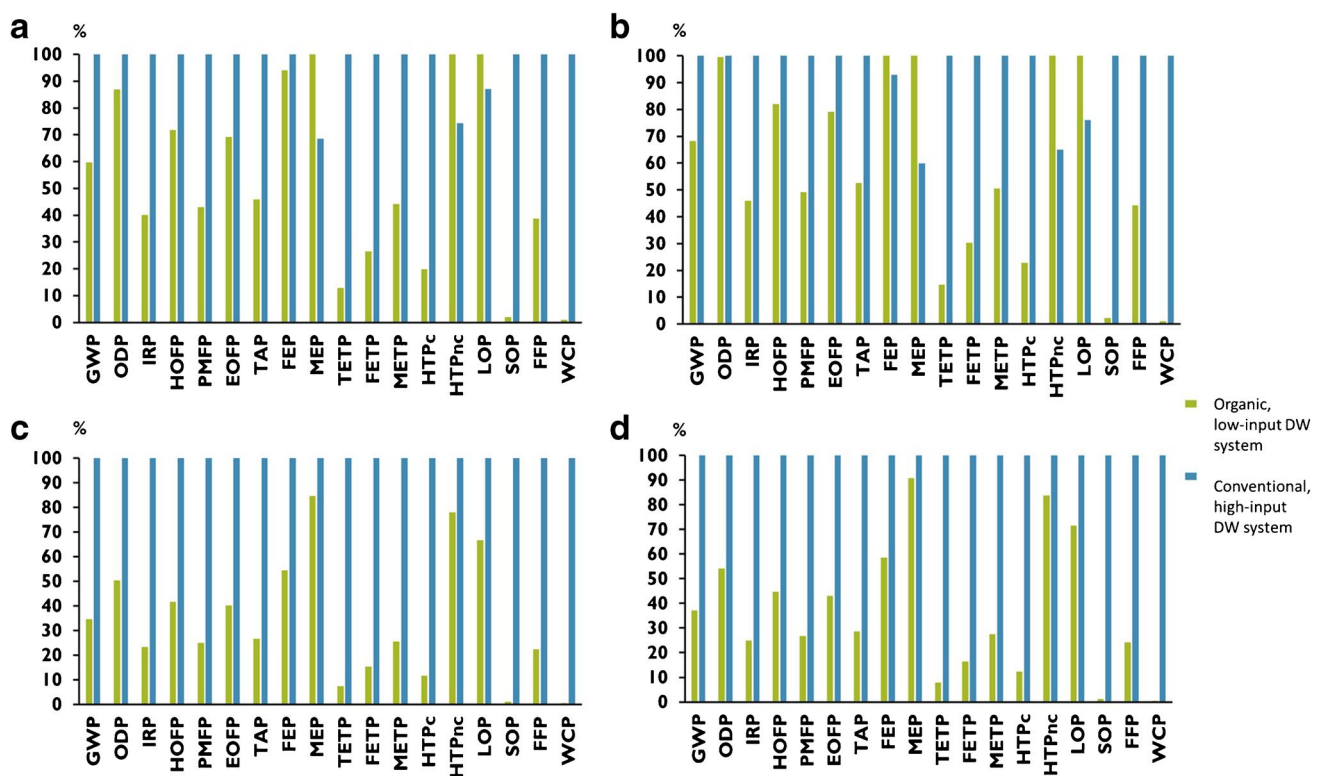 a
%
100
90
80
70
60
50
40
30
20
10
0
GWP
ODP
IRP
HOFP
PMFP
EOFP
TAP
FEP
MEP
TETP
FETP
METP
HTPc
HTPnc
LOP
SOP
FFP
WCP
b
%
100
90
80
70
60
50
40
30
20
10
0
GWP
ODP
IRP
HOFP
PMFP
EOFP
TAP
FEP
MEP
TETP
FETP
METP
HTPc
HTPnc
LOP
SOP
FFP
WCP
c
%
100
90
80
70
60
50
40
30
20
10
0
GWP
ODP
IRP
HOFP
PMFP
EOFP
TAP
FEP
MEP
TETP
FETP
METP
HTPc
HTPnc
LOP
SOP
FFP
WCP
d
%
100
90
80
70
60
50
40
30
20
10
0
GWP
ODP
IRP
HOFP
PMFP
EOFP
TAP
FEP
MEP
TETP
FETP
METP
HTPc
HTPnc
LOP
SOP
FFP
WCP
Organic,
low-input DW
system
Conventional,
high-input
DW system